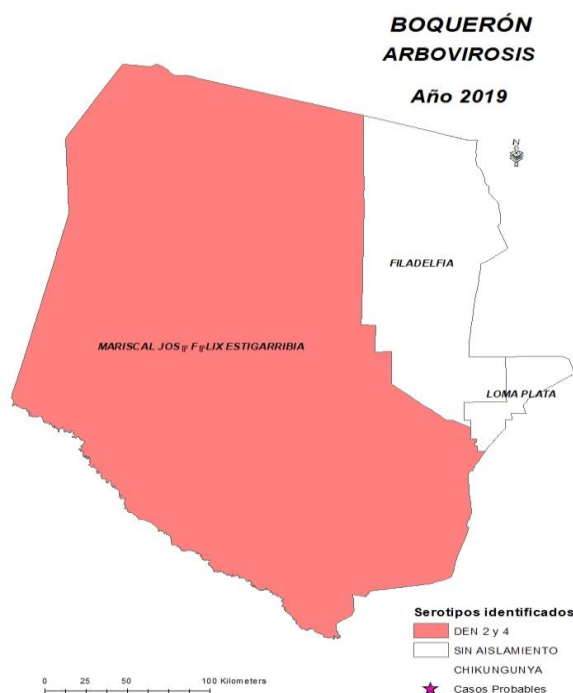 BOQUERÓN
ARBOVIROSIS
Año 2019
N
FILADELFIA
MARISCAL JOS F LIX ESTIGARRIBIA
LOMA PLATA
Serotipos identificados
DEN 2 y 4
SIN AISLAMIENTO
CHIKUNGUNYA
Casos Probables
0 25 50 100 Kilometers